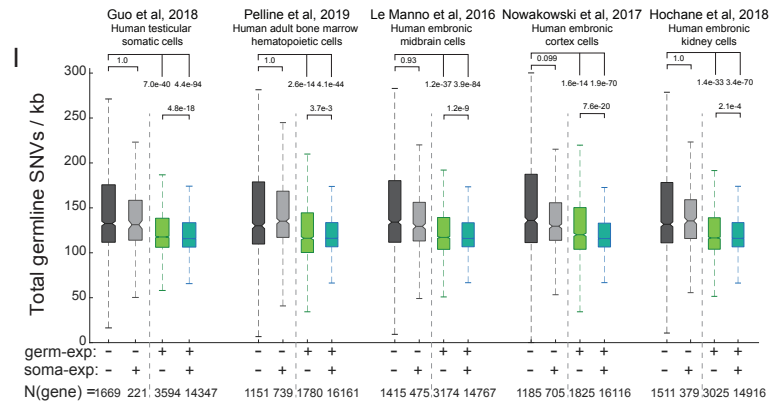 I
Guo et al, 2018
Human testicular
somatic cells
Pelline et al, 2019
Human adult bone marrow
hematopoietic cells
Le Manno et al, 2016
Human embronic
midbrain cells
Nowakowski et al, 2017
Human embronic
cortex cells
Hochane et al, 2018
Human embronic
kidney cells
1.0 7.0e-40 4.4e-94 4.8e-18
1.0 2.6e-14 4.1e-44 3.7e-3
0.93 1.2e-37 3.9e-84 1.2e-9
0.099 1.6e-14 1.9e-70 7.6e-20
1.0 1.4e-33 3.4e-70 2.1e-4
Total germline SNVs / kb
300
250
200
150
100
50
0
germ-exp: - - + + - - + + - - + + - - + + - - + +
soma-exp: - + - + - + - + - + - + - + - + - + - +
N(gene) =1669 221 3594 14347 1151 739 1780 16161 1415 475 3174 14767 1185 705 1825 16116 1511 379 3025 14916